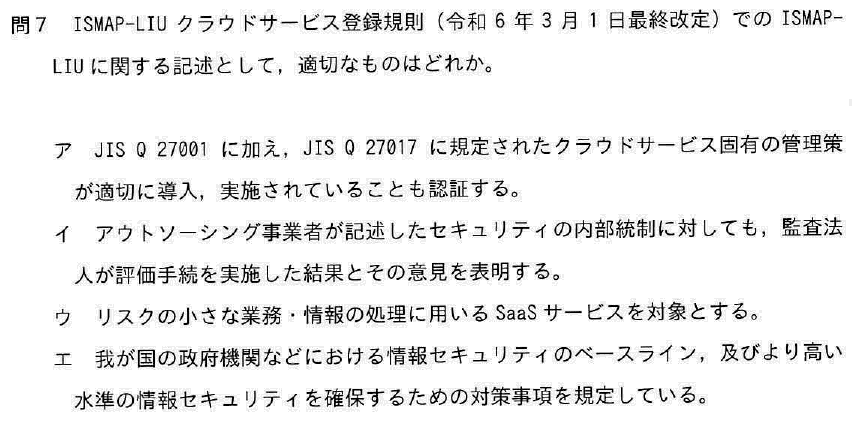 問7 ISMAP-LIU クラウドサービス登録規則（令和 6 年 3 月 1 日最終改定）での ISMAP-
LIU に関する記述として，適切なものはどれか。
ア JIS Q 27001 に加え，JIS Q 27017 に規定されたクラウドサービス固有の管理策
が適切に導入，実施されていることも認証する。
イ アウトソーシング事業者が記述したセキュリティの内部統制に対しても，監査法
人が評価手続を実施した結果とその意見を表明する。
ウ リスクの小さな業務・情報の処理に用いる SaaS サービスを対象とする。
エ 我が国の政府機関などにおける情報セキュリティのベースライン，及びより高い
水準の情報セキュリティを確保するための対策事項を規定している。